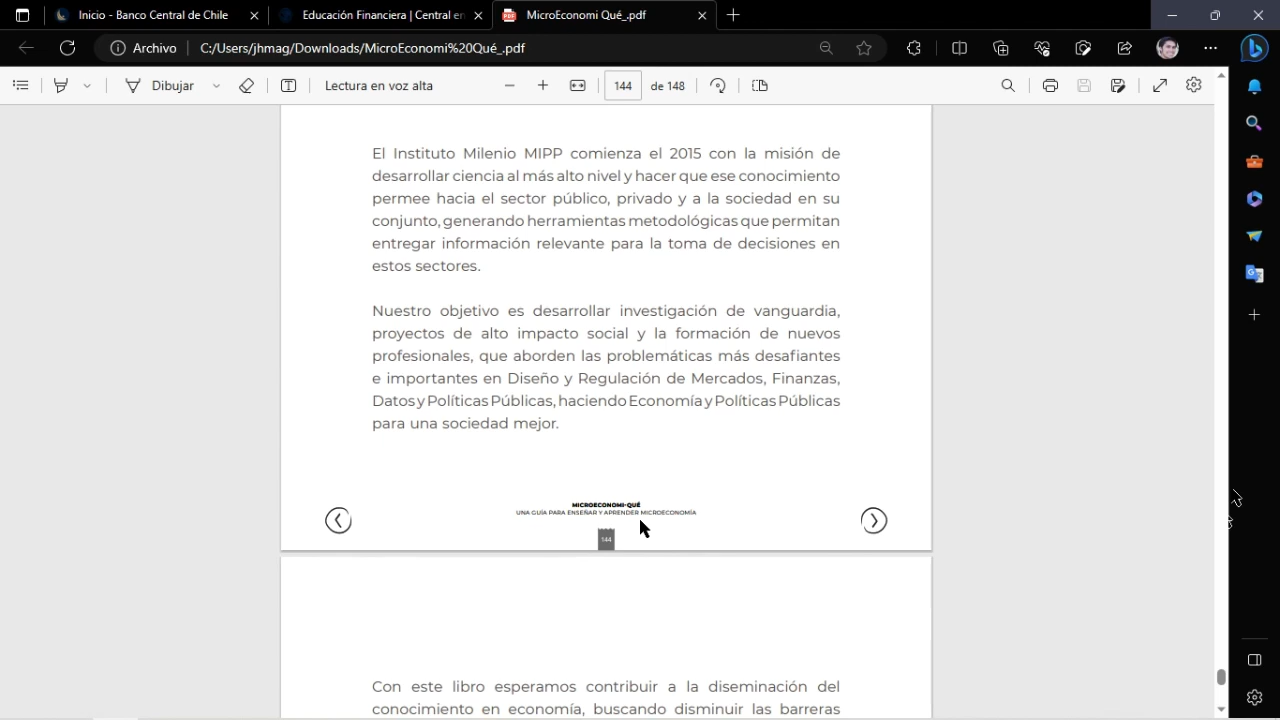 Inicio - Banco Central de Chile
Educación Financiera | Central en
MicroEconomi Qué_.pdf
Archivo
C:/Users/jhmag/Downloads/MicroEconomi%20Qué_.pdf
Dibujar
Lectura en voz alta
144 de 148
El Instituto Milenio MIPP comienza el 2015 con la misión de
desarrollar ciencia al más alto nivel y hacer que ese conocimiento
permee hacia el sector público, privado y a la sociedad en su
conjunto, generando herramientas metodológicas que permitan
entregar información relevante para la toma de decisiones en
estos sectores.
Nuestro objetivo es desarrollar investigación de vanguardia,
proyectos de alto impacto social y la formación de nuevos
profesionales, que aborden las problemáticas más desafiantes
e importantes en Diseño y Regulación de Mercados, Finanzas,
Datos y Políticas Públicas, haciendo Economía y Políticas Públicas
para una sociedad mejor.
MICROECONOMI-QUÉ
UNA GUÍA PARA ENSEÑAR Y APRENDER MICROECONOMÍA
144
Con este libro esperamos contribuir a la diseminación del
conocimiento en economía, buscando disminuir las barreras